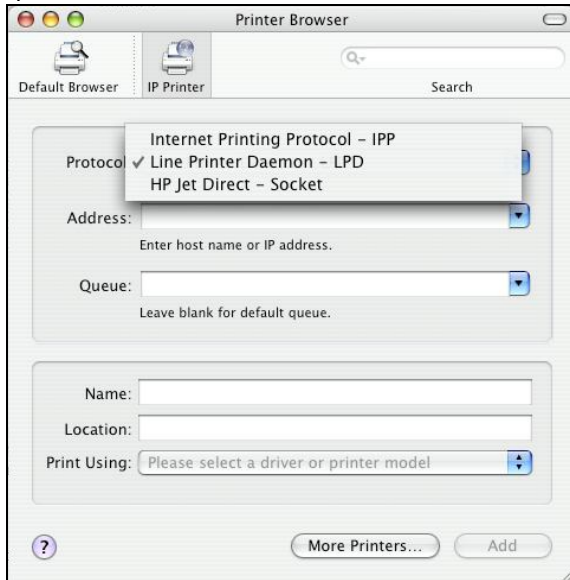 Printer Browser
Default Browser
IP Printer
Search
Internet Printing Protocol – IPP
Protocol ✓ Line Printer Daemon – LPD
HP Jet Direct – Socket
Address:
Enter host name or IP address.
Queue:
Leave blank for default queue.
Name:
Location:
Print Using: Please select a driver or printer model
? More Printers... Add